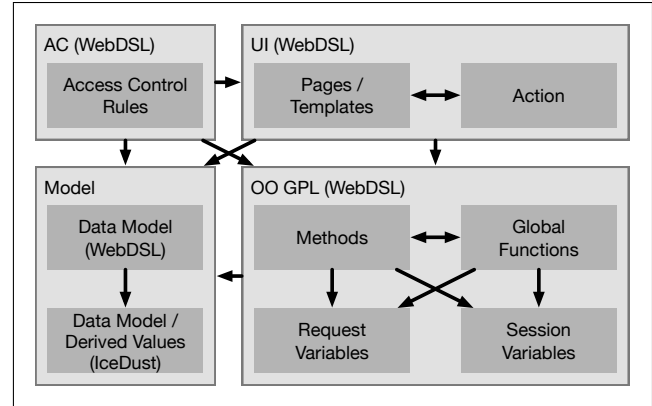 AC (WebDSL)
Access Control
Rules
UI (WebDSL)
Pages /
Templates
Action
Model
Data Model
(WebDSL)
Data Model /
Derived Values
(IceDust)
OO GPL (WebDSL)
Methods
Global
Functions
Request
Variables
Session
Variables